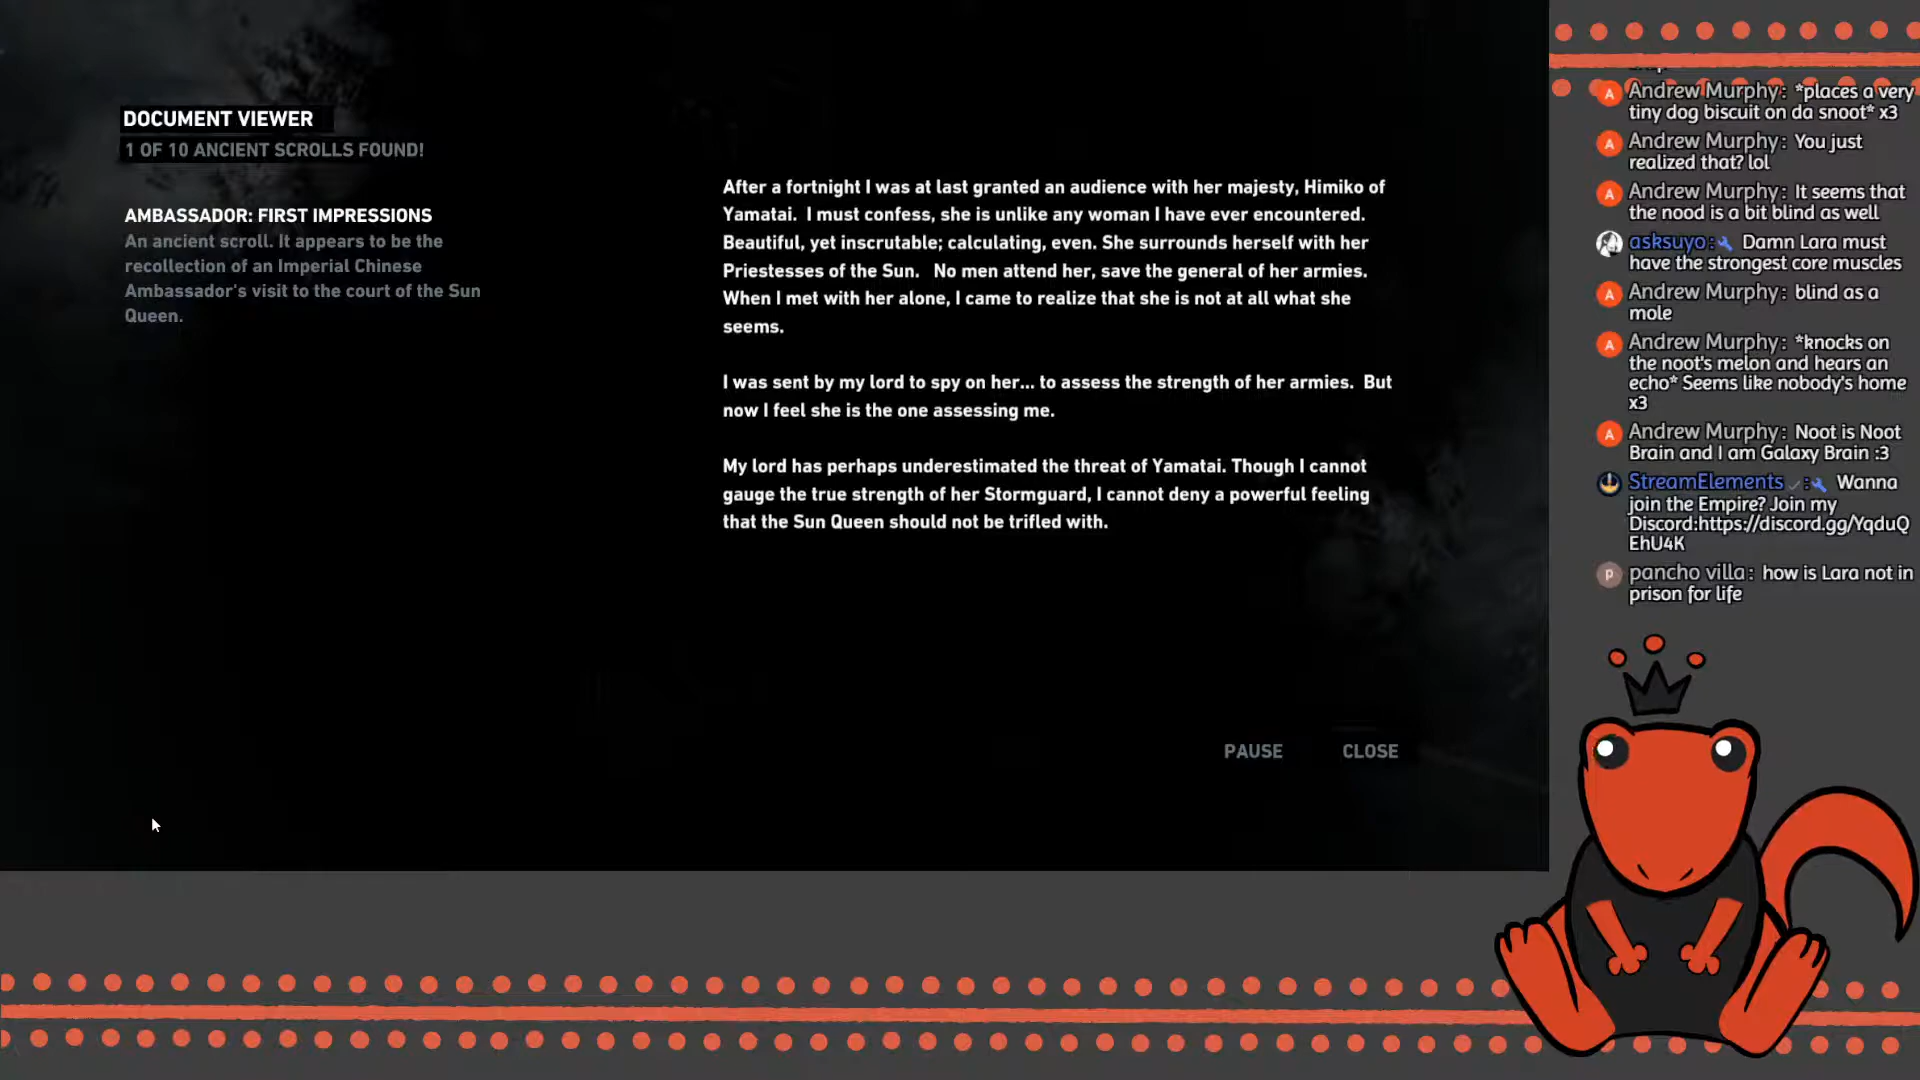 DOCUMENT VIEWER
1 OF 10 ANCIENT SCROLLS FOUND!
AMBASSADOR: FIRST IMPRESSIONS
An ancient scroll. It appears to be the
recollection of an Imperial Chinese
Ambassador's visit to the court of the Sun
Queen.
After a fortnight I was at last granted an audience with her majesty, Himiko of
Yamatai. I must confess, she is unlike any woman I have ever encountered.
Beautiful, yet inscrutable; calculating, even. She surrounds herself with her
Priestesses of the Sun. No men attend her, save the general of her armies.
When I met with her alone, I came to realize that she is not at all what she
seems.
I was sent by my lord to spy on her... to assess the strength of her armies. But
now I feel she is the one assessing me.
My lord has perhaps underestimated the threat of Yamatai. Though I cannot
gauge the true strength of her Stormguard, I cannot deny a powerful feeling
that the Sun Queen should not be trifled with.
PAUSE CLOSE
A Andrew Murphy: *places a very
tiny dog biscuit on da snoot* x3
A Andrew Murphy: You just
realized that? lol
A Andrew Murphy: It seems that
the nood is a bit blind as well
asksuyo: Damn Lara must
have the strongest core muscles
A Andrew Murphy: blind as a
mole
A Andrew Murphy: *knocks on
the noot's melon and hears an
echo* Seems like nobody's home
x3
A Andrew Murphy: Noot is Noot
Brain and I am Galaxy Brain :3
StreamElements : Wanna
join the Empire? Join my
Discord:https://discord.gg/YqduQ
EhU4K
p pancho villa: how is Lara not in
prison for life